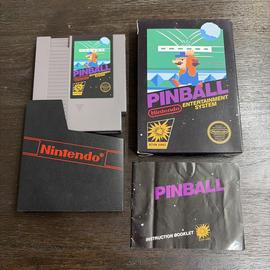 PINBALL
PINBALL
Nintendo
ENTERTAINMENT
SYSTEM
Nintendo
PINBALL
INSTRUCTION BOOKLET